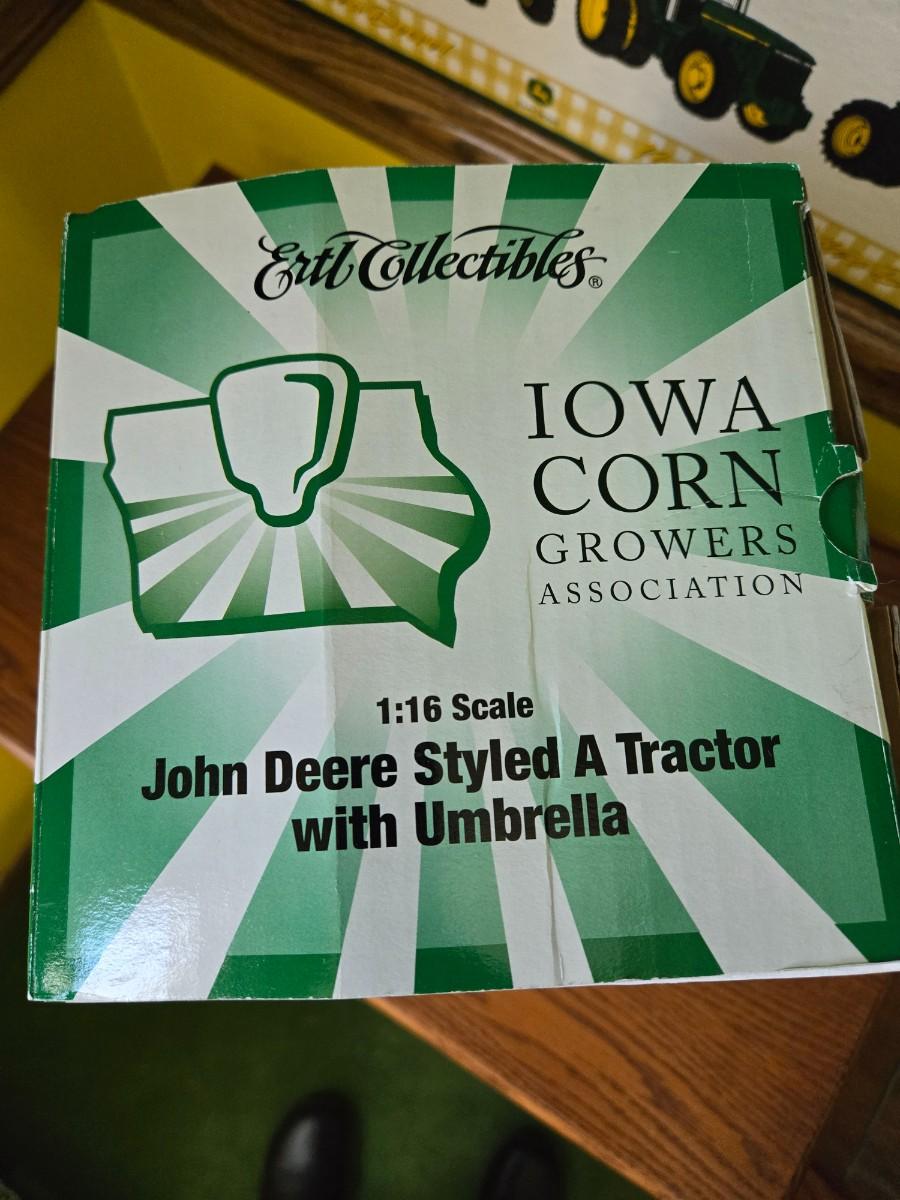 Ertl Collectibles®
IOWA
CORN
GROWERS
ASSOCIATION
1:16 Scale
John Deere Styled A Tractor
with Umbrella